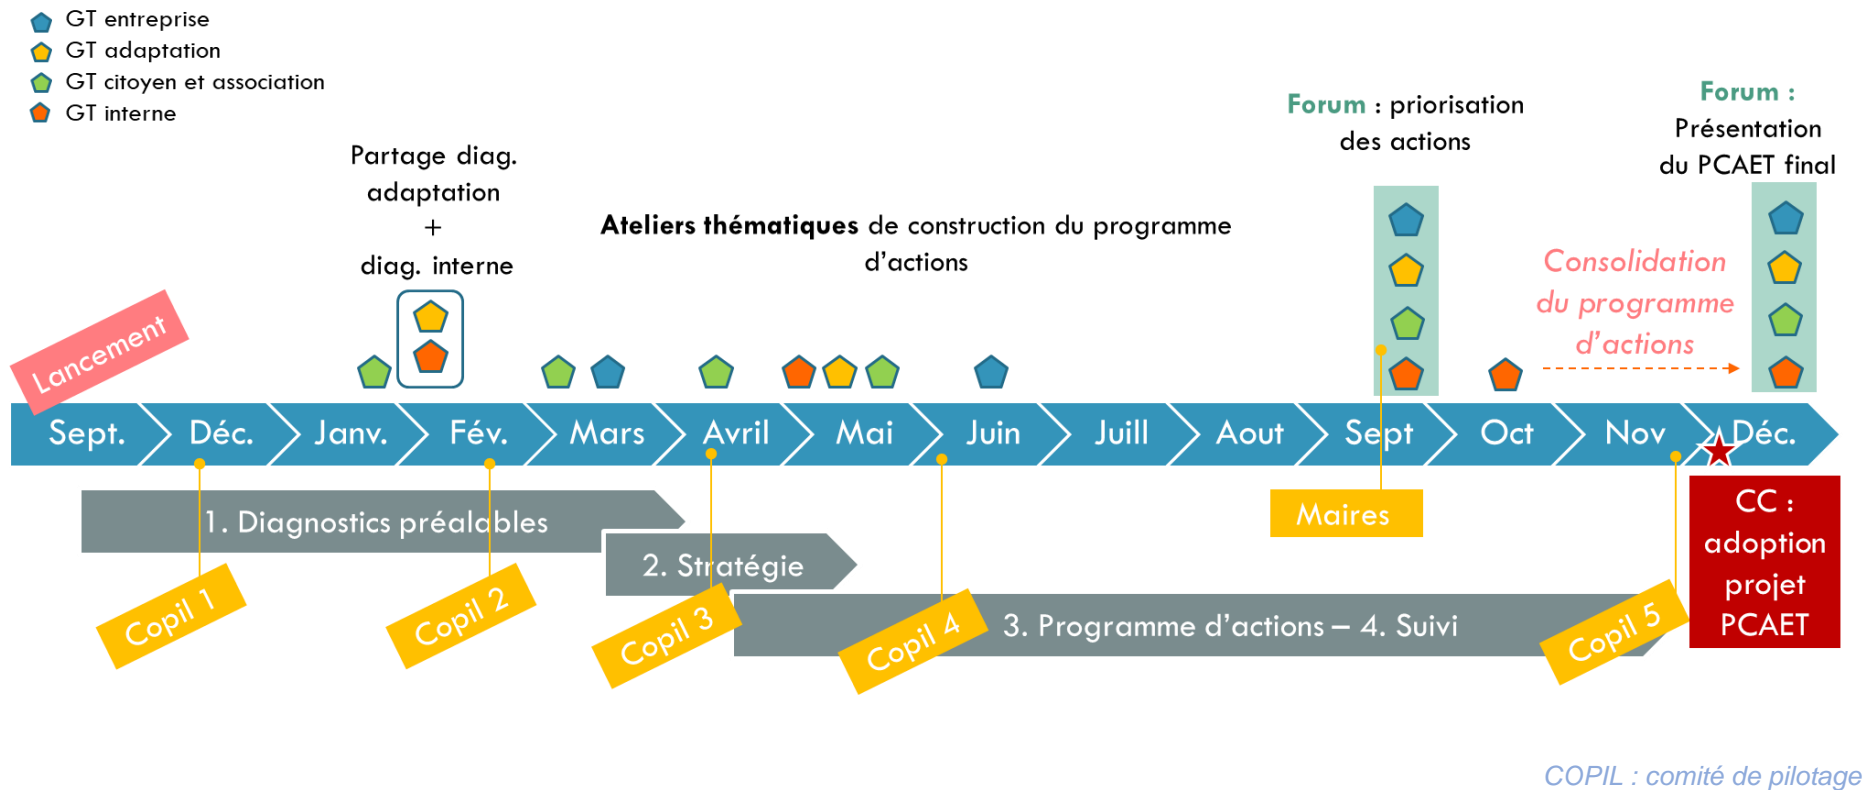 GT entreprise
GT adaptation
GT citoyen et association
GT interne
Partage diag.
adaptation
+
diag. interne
Ateliers thématiques de construction du programme
d'actions
Forum : priorisation
des actions
Forum :
Présentation
du PCAET final
Consolidation
du programme
d'actions
Lancement
Sept. Déc. Janv. Fév. Mars Avril Mai Juin Juill Aout Sept Oct Nov Déc.
1. Diagnostics préalables
2. Stratégie
3. Programme d'actions – 4. Suivi
Maires
Copil 1
Copil 2
Copil 3
Copil 4
Copil 5
CC :
adoption
projet
PCAET
COPIL : comité de pilotage